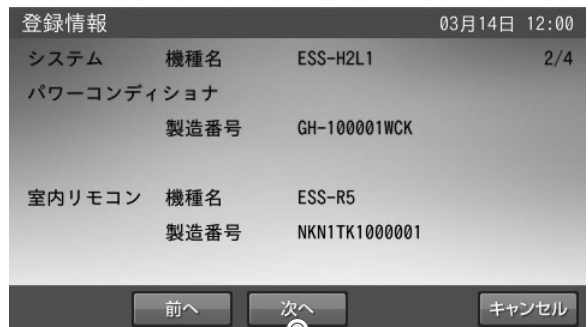 登録情報 03月14日 12:00
システム 機種名 ESS-H2L1 2/4
パワーコンディショナ
製造番号 GH-100001WCK
室内リモコン 機種名 ESS-R5
製造番号 NKN1TK1000001
前へ 次へ キャンセル